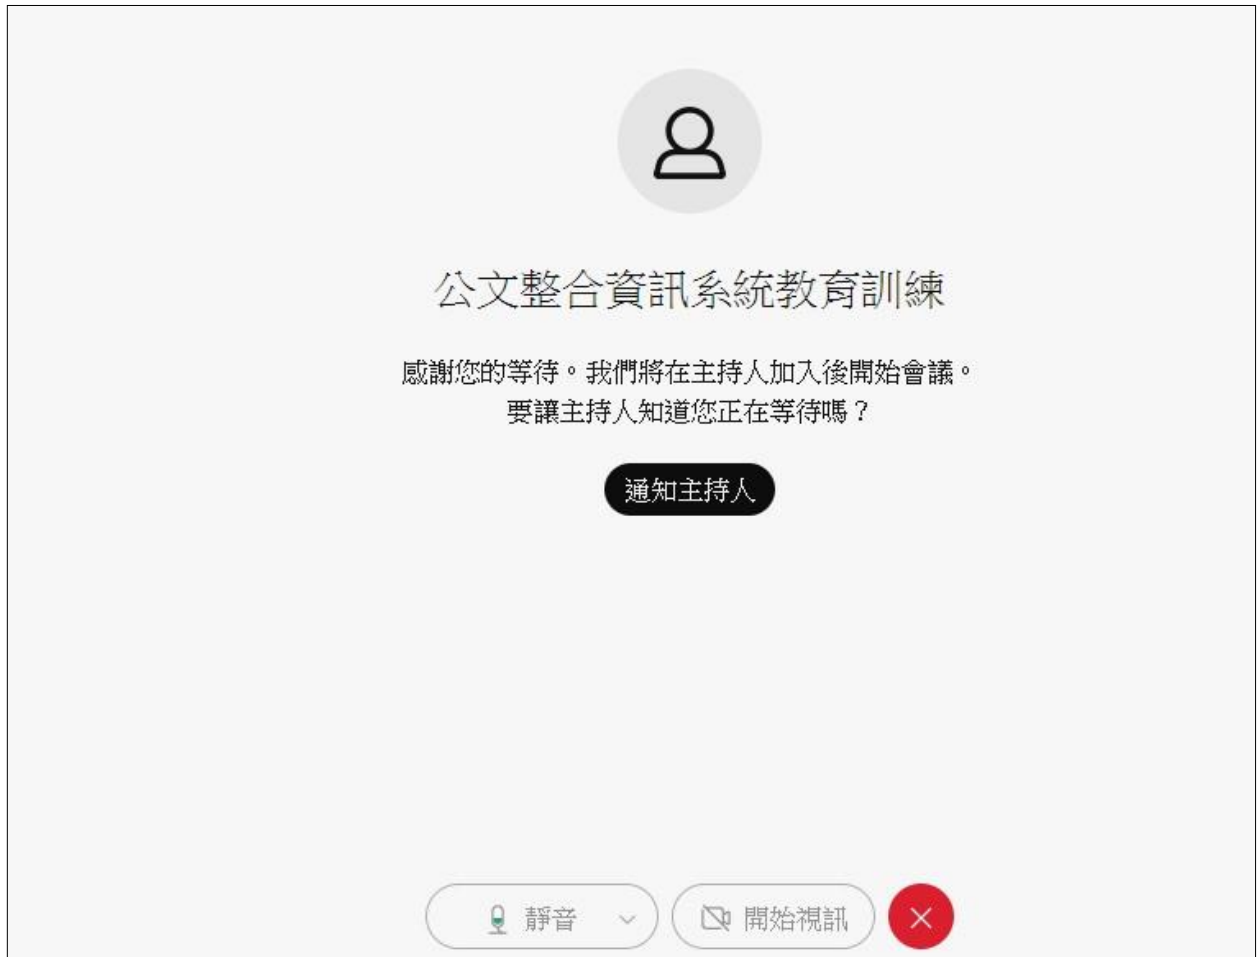 公文整合資訊系統教育訓練
感謝您的等待。我們將在主持人加入後開始會議。
要讓主持人知道您正在等待嗎？
通知主持人
靜音
開始視訊